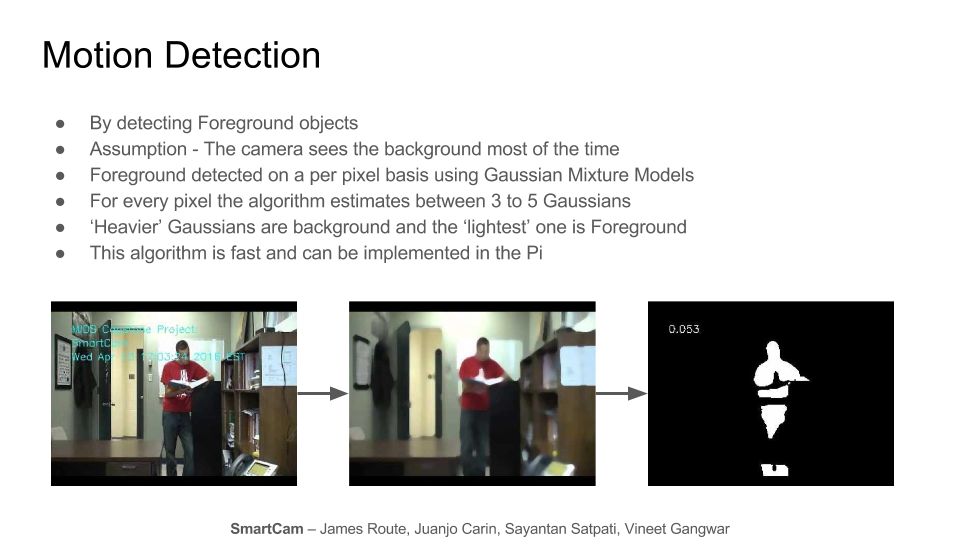 Motion Detection
● By detecting Foreground objects
● Assumption - The camera sees the background most of the time
● Foreground detected on a per pixel basis using Gaussian Mixture Models
● For every pixel the algorithm estimates between 3 to 5 Gaussians
● ‘Heavier’ Gaussians are background and the ‘lightest’ one is Foreground
● This algorithm is fast and can be implemented in the Pi
MIDS Capstone Project:
SmartCam
Wed Apr 2016 EST
0.053
SmartCam – James Route, Juanjo Carin, Sayantan Satpati, Vineet Gangwar